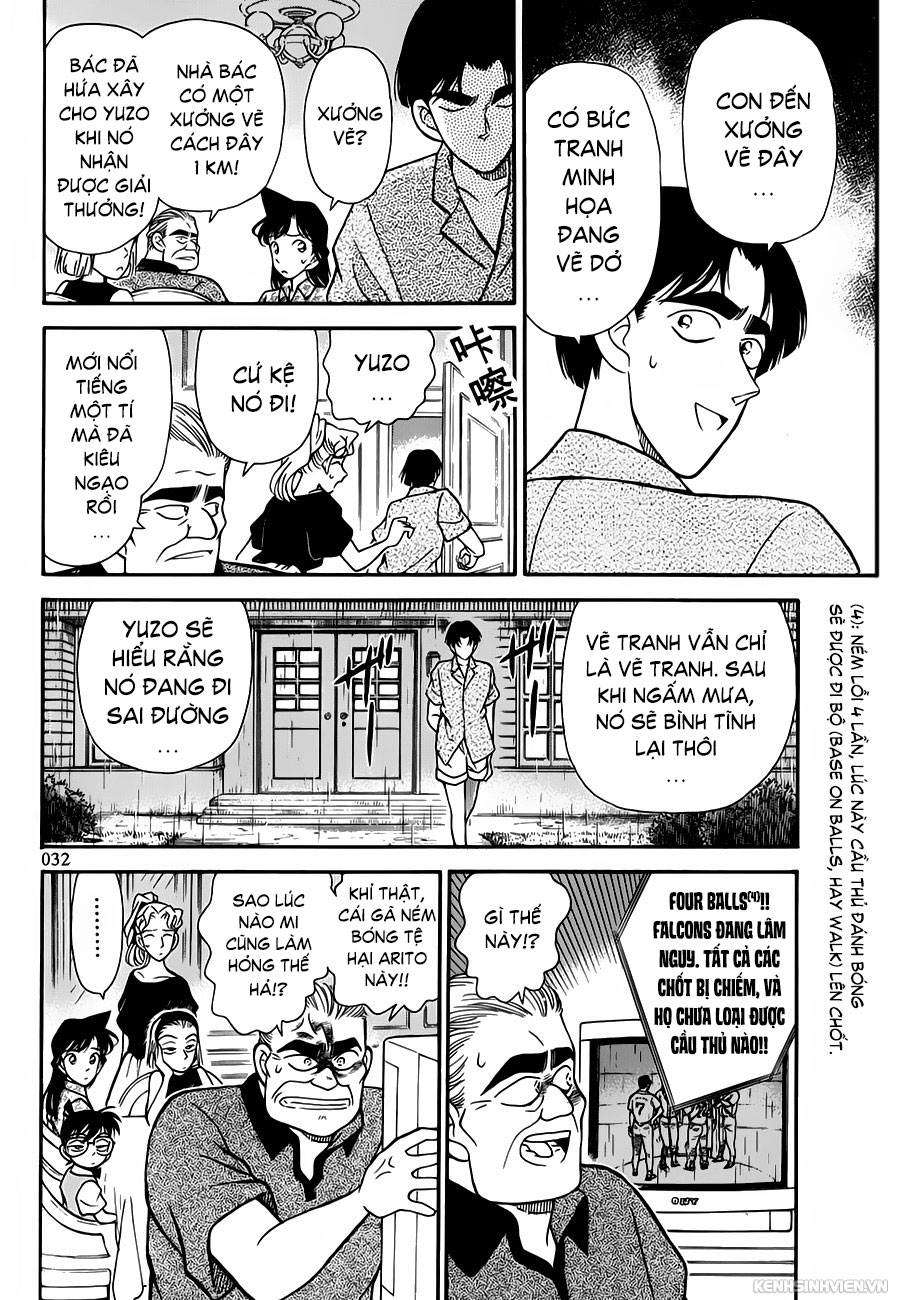 CON ĐẾN
XƯỞNG
VẼ ĐÂY
...
CÓ BỨC
TRANH
MINH
HỌA
ĐANG
VẼ DỞ
...
XƯỞNG
VẼ?
NHÀ BÁC
CÓ MỘT
XƯỞNG VẼ
CÁCH ĐÂY
1 KM!
BÁC ĐÃ
HỨA XÂY
CHO YUZO
KHI NÓ
NHẬN
ĐƯỢC GIẢI
THƯỞNG!
咔嚓
YUZO
...
CỨ KỆ
NÓ ĐI!
MỚI NỔI
TIẾNG
MỘT TÍ
MÀ ĐÃ
KIÊU
NGẠO
RỒI
...
VẼ TRANH VẪN CHỈ
LÀ VẼ TRANH. SAU
KHI NGẤM MƯA,
NÓ SẼ BÌNH TĨNH
LẠI THÔI
...
YUZO SẼ
HIỂU RẰNG
NÓ ĐANG ĐI
SAI ĐƯỜNG
...
(4): NÉM LỖI 4 LẦN, LÚC NÀY CẦU THỦ ĐÁNH BÓNG
SẼ ĐƯỢC ĐI BỘ (BASE ON BALLS, HAY WALK) LÊN CHỐT.
032
FOUR BALLS(4)!!
FALCONS ĐANG LÂM
NGUY. TẤT CẢ CÁC
CHỐT BỊ CHIẾM, VÀ
HỌ CHƯA LOẠI ĐƯỢC
CẦU THỦ NÀO!!
7
GÌ THẾ
NÀY!?
KHỈ THẬT,
CÁI GÃ NÉM
BÓNG TỆ
HẠI ARITO
NÀY!!
SAO LÚC
NÀO MI
CŨNG LÀM
HỎNG THẾ
HẢ!?
........
KENHSINHVIEN.VN